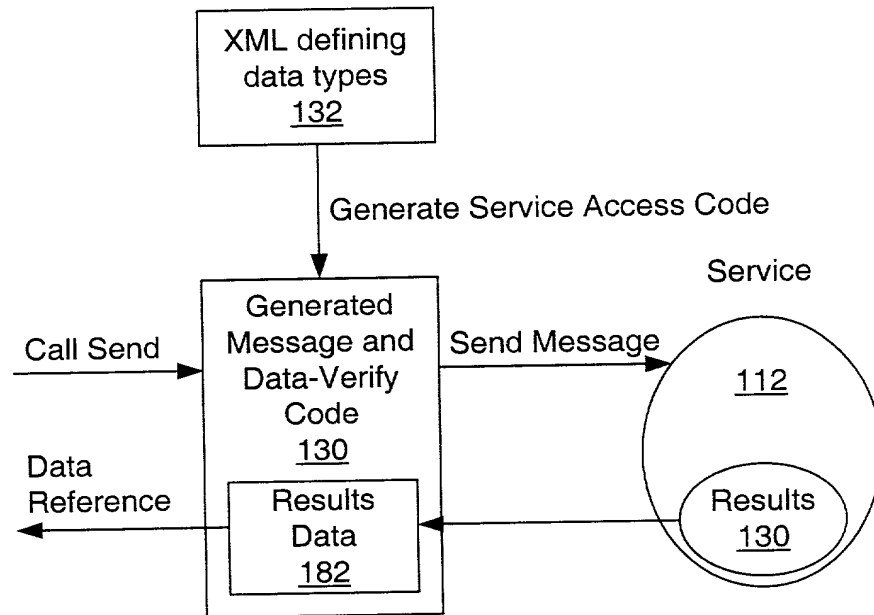 XML defining
data types
132
Generate Service Access Code
Service
Generated
Message and
Data-Verify
Code
130
Call Send
Send Message
112
Data
Reference
Results
Data
182
Results
130